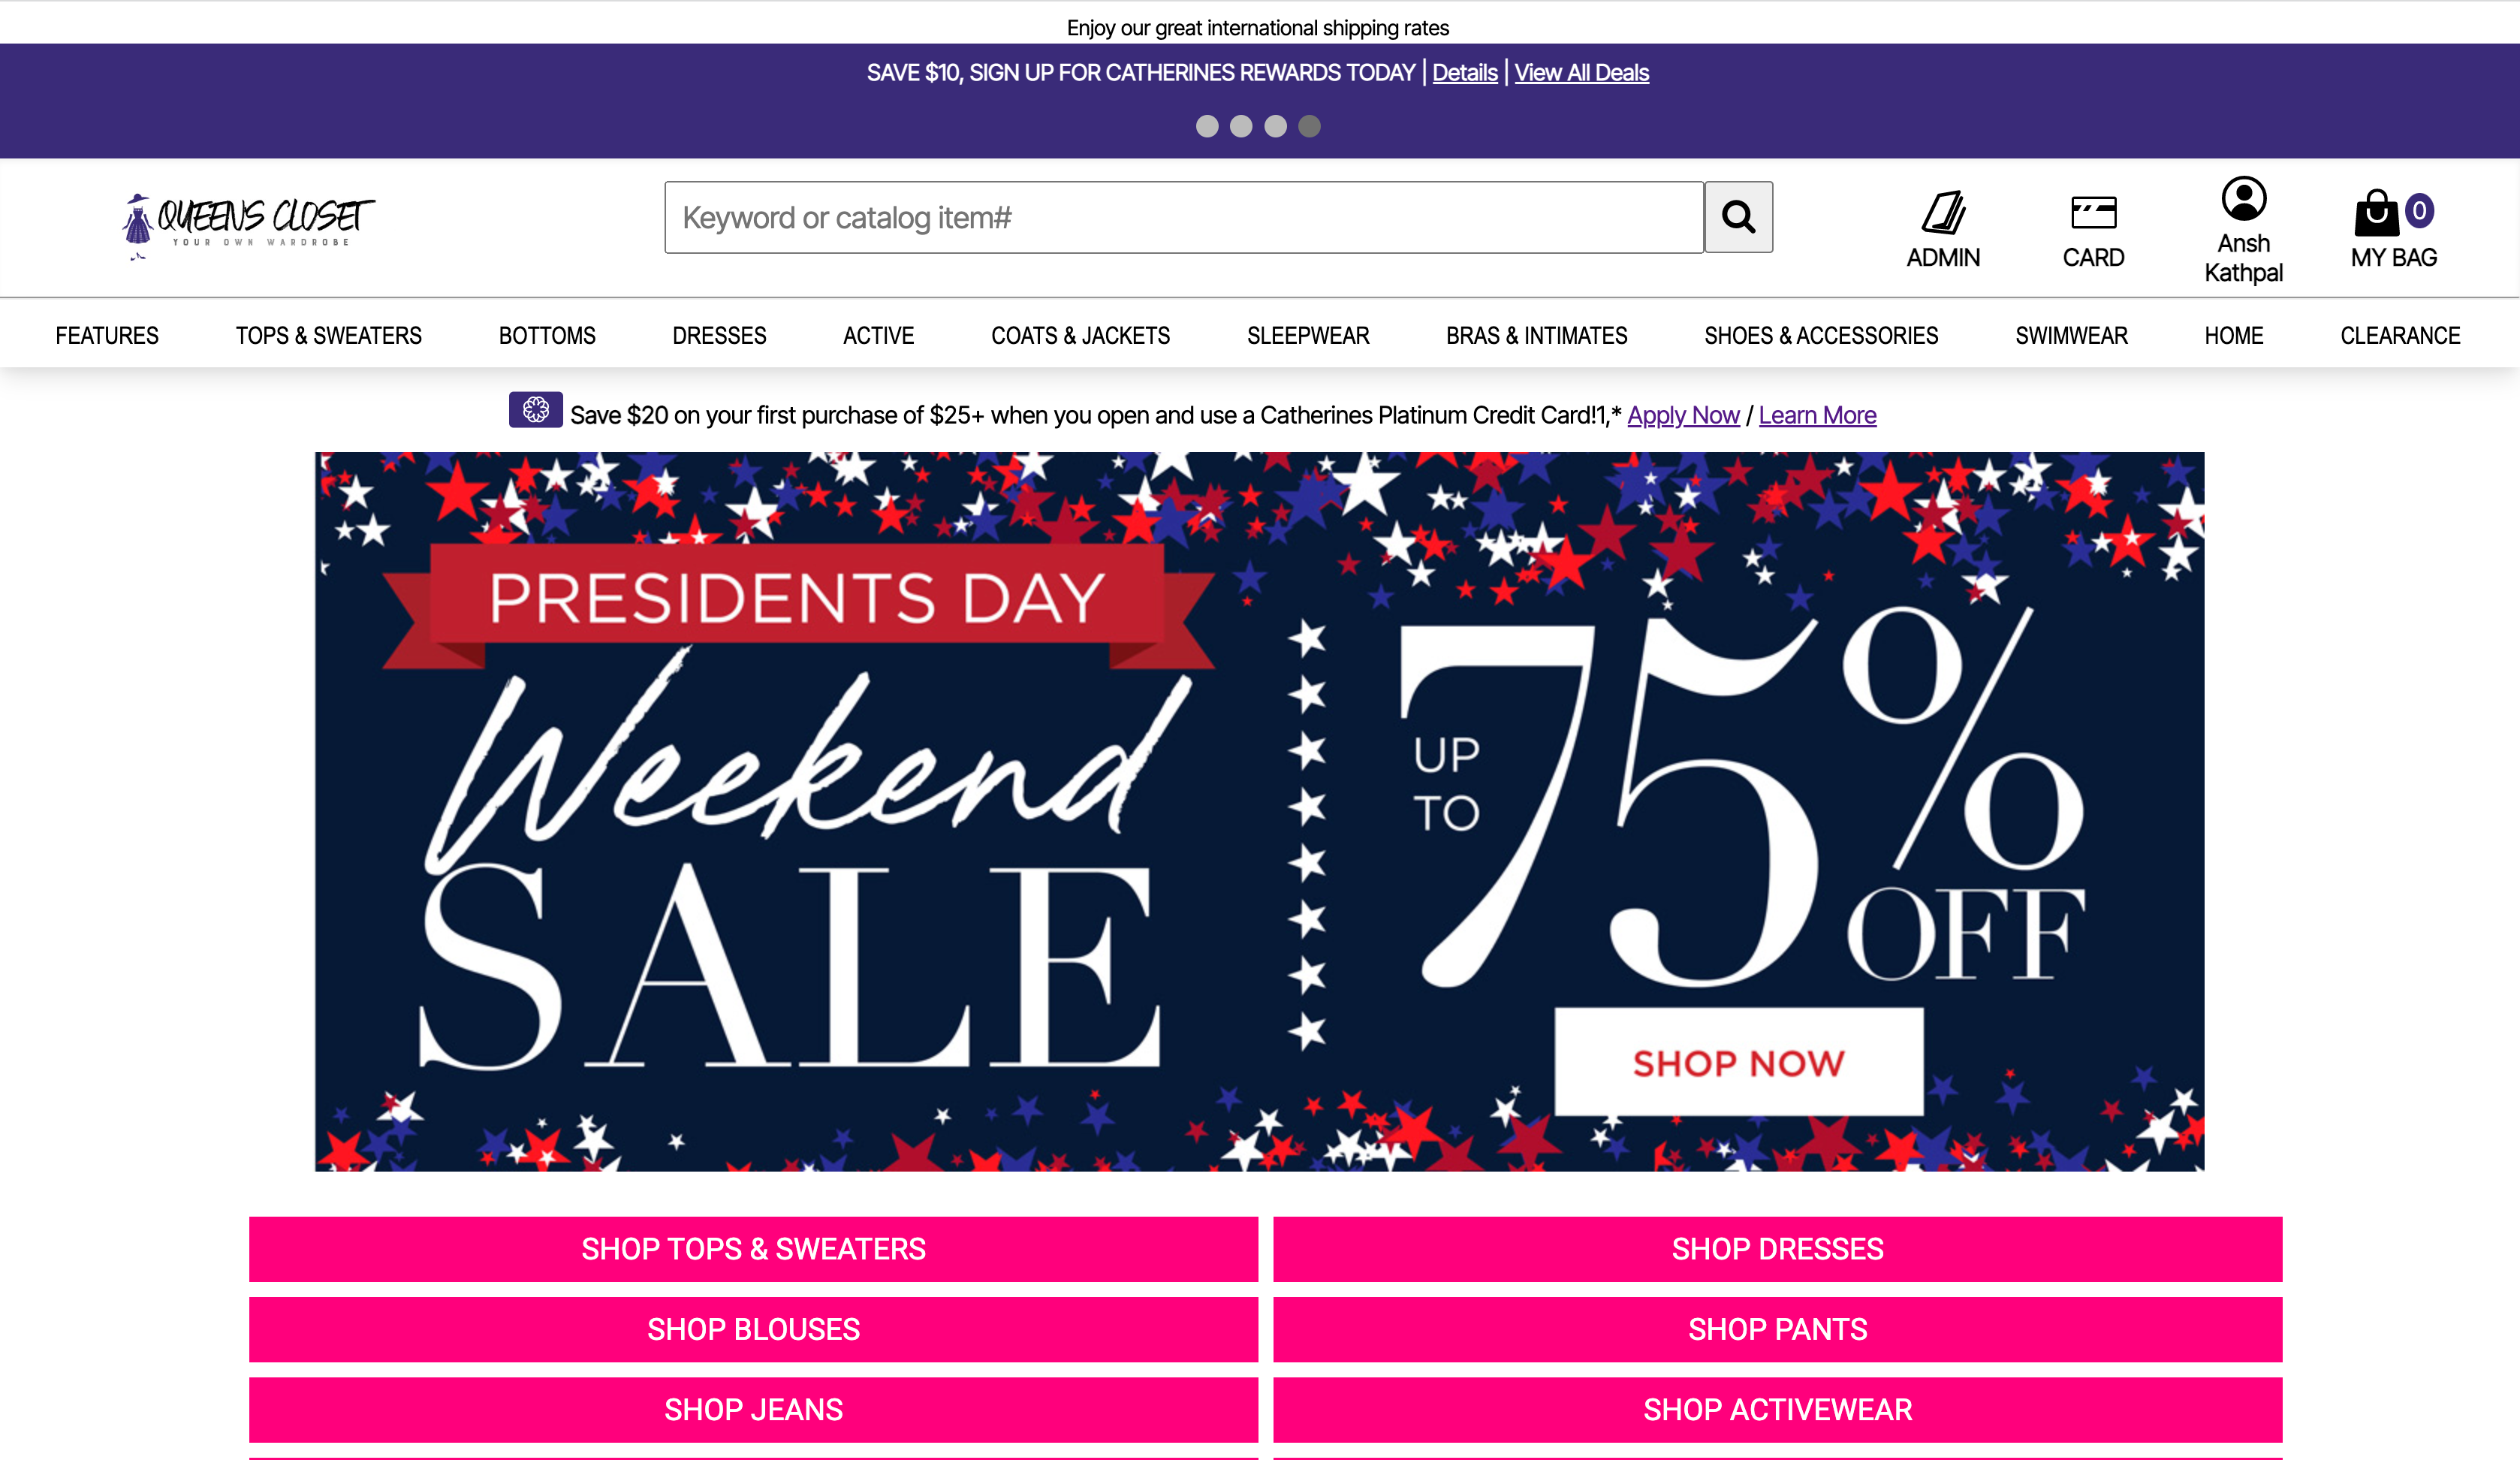 Enjoy our great international shipping rates
SAVE $10, SIGN UP FOR CATHERINES REWARDS TODAY | Details | View All Deals
QUEENS CLOSET
YOUR OWN WARDROBE
Keyword or catalog item#
ADMIN
CARD
Ansh
Kathpal
0
MY BAG
FEATURES TOPS & SWEATERS BOTTOMS DRESSES ACTIVE COATS & JACKETS SLEEPWEAR BRAS & INTIMATES SHOES & ACCESSORIES SWIMWEAR HOME CLEARANCE
Save $20 on your first purchase of $25+ when you open and use a Catherines Platinum Credit Card!1,* Apply Now / Learn More
PRESIDENTS DAY
Weekend
SALE
UP
TO
75%
OFF
SHOP NOW
SHOP TOPS & SWEATERS
SHOP DRESSES
SHOP BLOUSES
SHOP PANTS
SHOP JEANS
SHOP ACTIVEWEAR